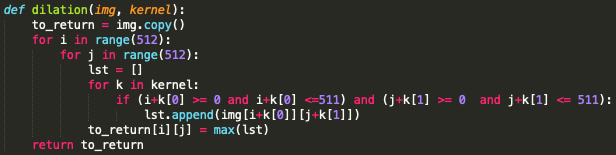 def dilation(img, kernel):
    to_return = img.copy()
    for i in range(512):
        for j in range(512):
            lst = []
            for k in kernel:
                if (i+k[0] >= 0 and i+k[0] <=511) and (j+k[1] >= 0  and j+k[1] <= 511):
                    lst.append(img[i+k[0]][j+k[1]])
            to_return[i][j] = max(lst)
    return to_return